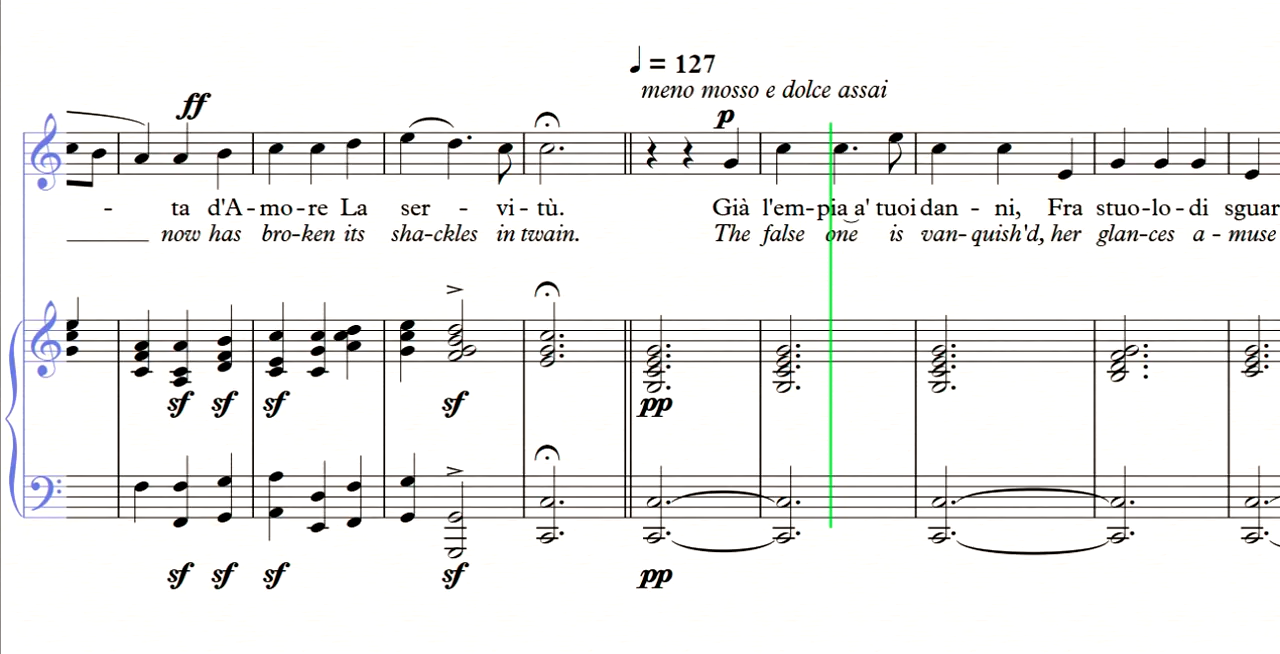 ♩ = 127
meno mosso e dolce assai
ff p
- ta d'A-mo-re La ser - vi-tù. Già l'em-pia a' tuoi dan - ni, Fra stuo-lo-di sguar
now has bro-ken its sha-ckles in twain. The false one is van-quish'd, her glan-ces a-muse
sf sf sf sf pp
sf sf sf sf pp